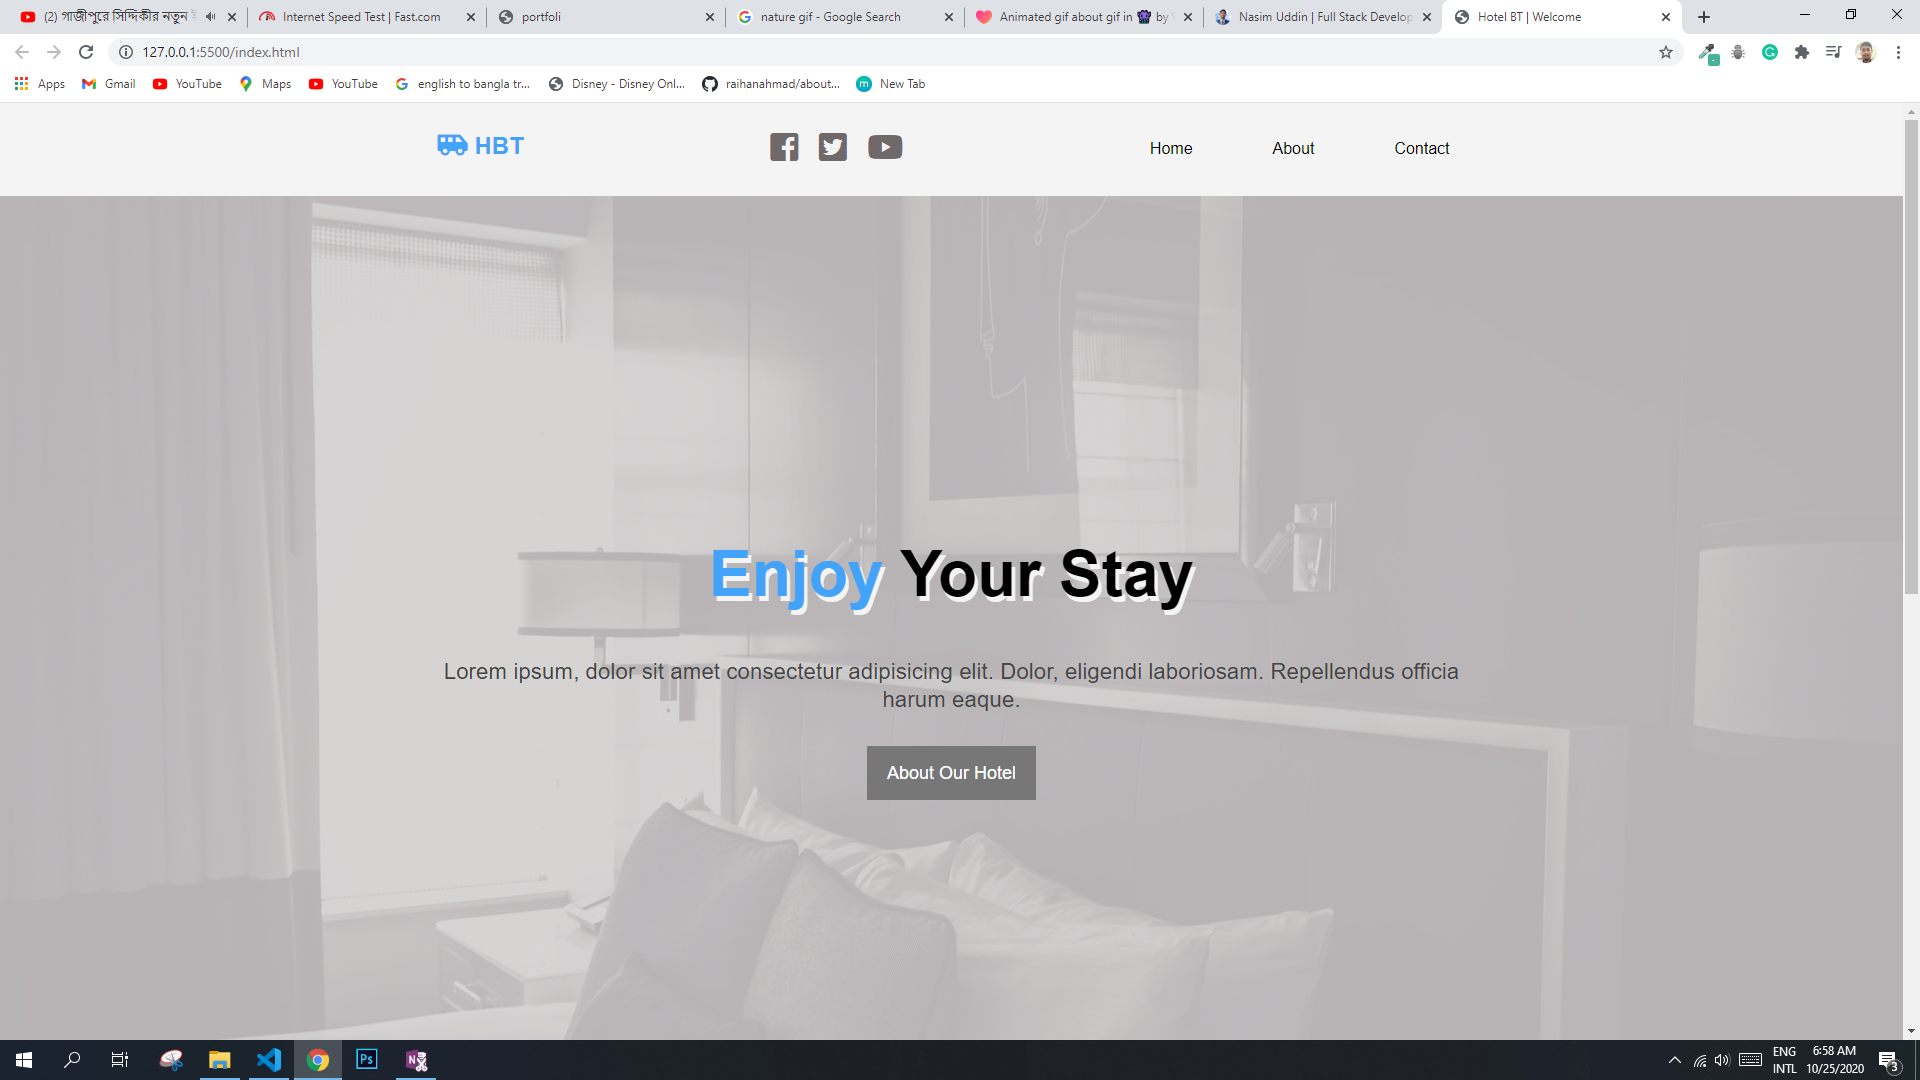 (2) গাজীপুরে সিদ্দিকীর নতুন
Internet Speed Test | Fast.com
portfoli
nature gif - Google Search
Animated gif about gif in by
Nasim Uddin | Full Stack Develop
Hotel BT | Welcome
127.0.0.1:5500/index.html
Apps
Gmail
YouTube
Maps
YouTube
english to bangla tr...
Disney - Disney Onl...
raihanahmad/about...
m
New Tab
HBT
Home
About
Contact
Enjoy Your Stay
Lorem ipsum, dolor sit amet consectetur adipisicing elit. Dolor, eligendi laboriosam. Repellendus officia
harum eaque.
About Our Hotel
Ps
N
ENG
INTL
6:58 AM
10/25/2020
3